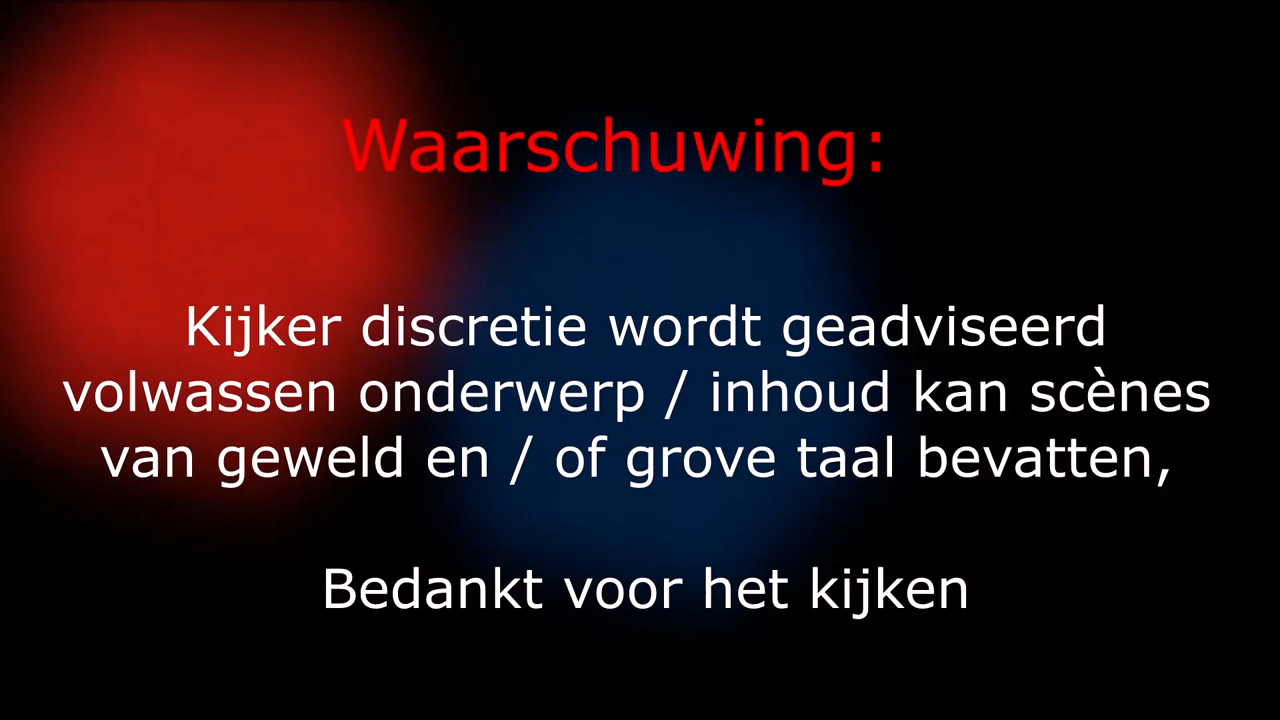 Waarschuwing:
Kijker discretie wordt geadviseerd
volwassen onderwerp / inhoud kan scènes
van geweld en / of grove taal bevatten,
Bedankt voor het kijken